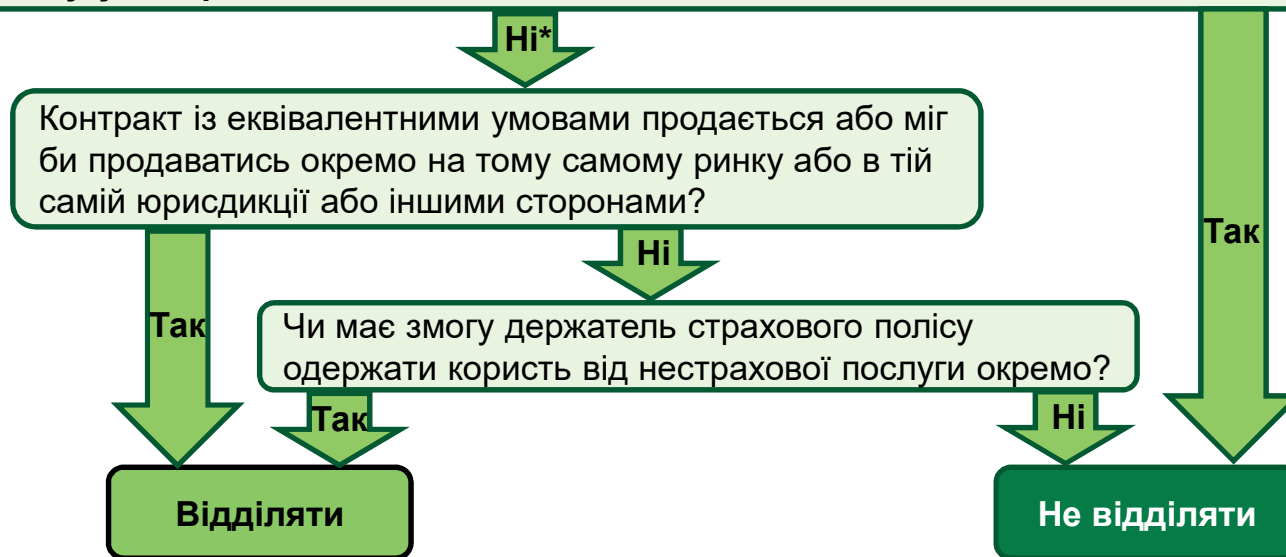 Ні*
Контракт із еквівалентними умовами продається або міг
би продаватись окремо на тому самому ринку або в тій
самій юрисдикції або іншими сторонами?
Так
Ні
Так
Чи має змогу держатель страхового полісу
одержати користь від нестрахової послуги окремо?
Так
Ні
Відділяти
Не відділяти